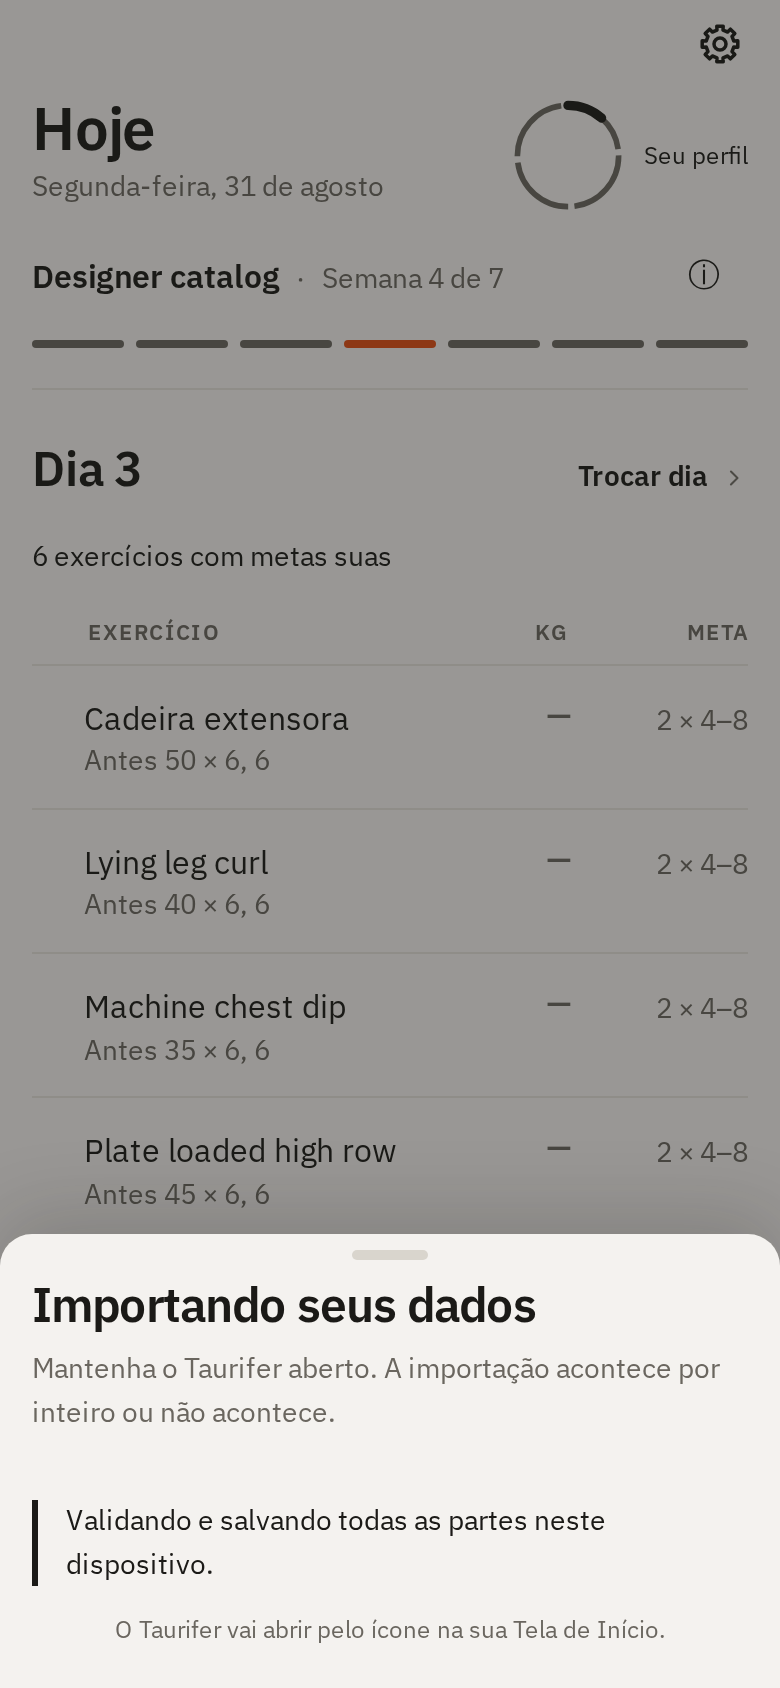 Hoje
Segunda-feira, 31 de agosto
Seu perfil
Designer catalog · Semana 4 de 7
Dia 3
Trocar dia
6 exercícios com metas suas
EXERCÍCIO KG META
Cadeira extensora — 2 × 4–8
Antes 50 × 6, 6
Lying leg curl — 2 × 4–8
Antes 40 × 6, 6
Machine chest dip — 2 × 4–8
Antes 35 × 6, 6
Plate loaded high row — 2 × 4–8
Antes 45 × 6, 6
Importando seus dados
Mantenha o Taurifer aberto. A importação acontece por
inteiro ou não acontece.
Validando e salvando todas as partes neste
dispositivo.
O Taurifer vai abrir pelo ícone na sua Tela de Início.